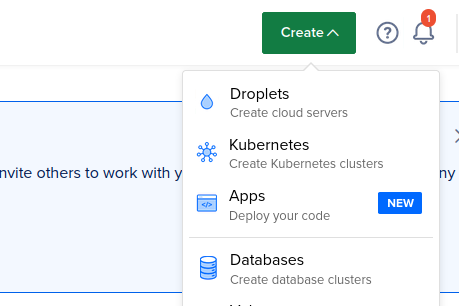 Create
1
Droplets
Create cloud servers
Kubernetes
Create Kubernetes clusters
nvite others to work with y
ny
Apps
NEW
Deploy your code
Databases
Create database clusters